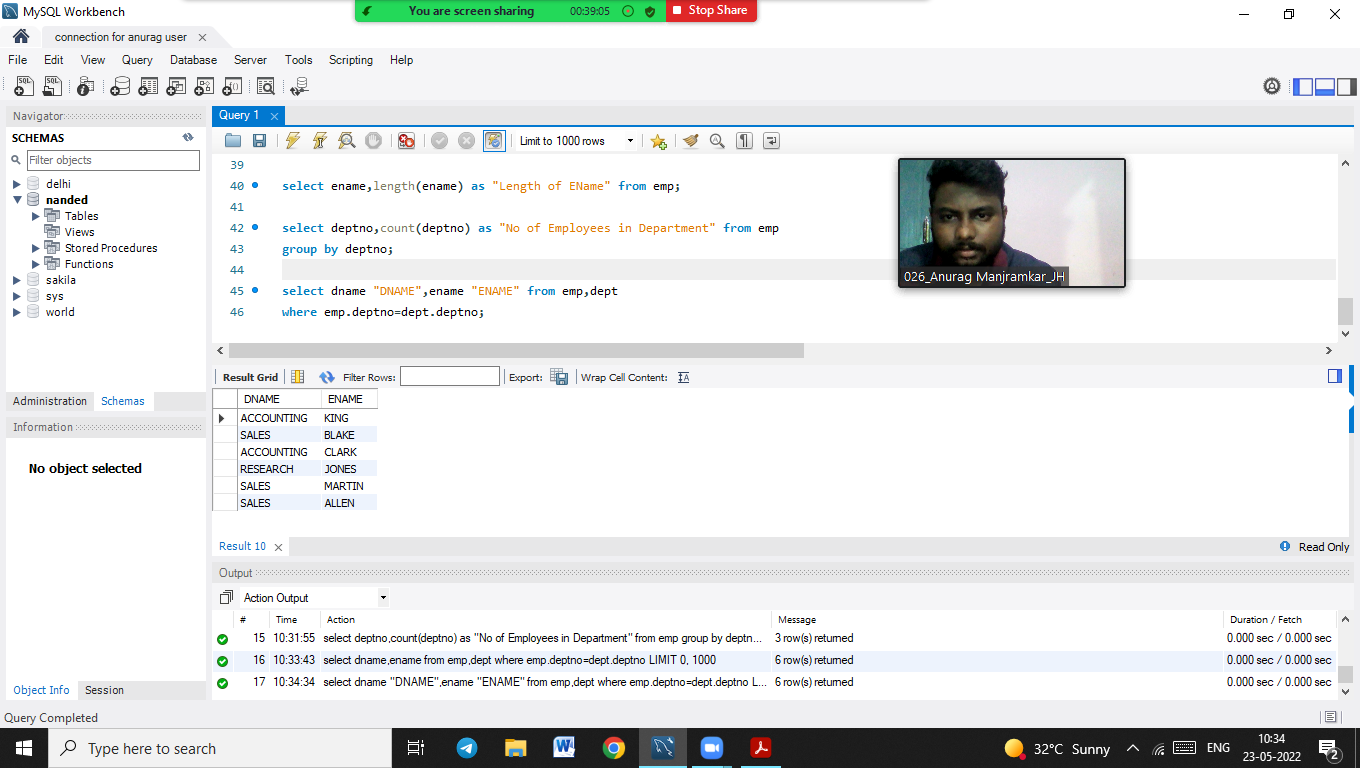 MySQL Workbench
You are screen sharing
00:39:05
Stop Share
connection for anurag user
File Edit View Query Database Server Tools Scripting Help
Navigator
SCHEMAS
Filter objects
delhi
nanded
Tables
Views
Stored Procedures
Functions
sakila
sys
world
Administration Schemas
Information
No object selected
Object Info Session
Query 1
Limit to 1000 rows
39
40 select ename,length(ename) as "Length of EName" from emp;
41
42 select deptno,count(deptno) as "No of Employees in Department" from emp
43 group by deptno;
44
45 select dname "DNAME",ename "ENAME" from emp,dept
46 where emp.deptno=dept.deptno;
026_Anurag Manjramkar_JH
Result Grid Filter Rows: Export: Wrap Cell Content:
DNAME ENAME
ACCOUNTING KING
SALES BLAKE
ACCOUNTING CLARK
RESEARCH JONES
SALES MARTIN
SALES ALLEN
Result 10
Read Only
Output
Action Output
# Time Action Message Duration / Fetch
15 10:31:55 select deptno,count(deptno) as "No of Employees in Department" from emp group by deptn... 3 row(s) returned 0.000 sec / 0.000 sec
16 10:33:43 select dname,ename from emp,dept where emp.deptno=dept.deptno LIMIT 0, 1000 6 row(s) returned 0.000 sec / 0.000 sec
17 10:34:34 select dname "DNAME",ename "ENAME" from emp,dept where emp.deptno=dept.deptno L... 6 row(s) returned 0.000 sec / 0.000 sec
Query Completed
Type here to search
32°C Sunny
ENG
10:34
23-05-2022
2